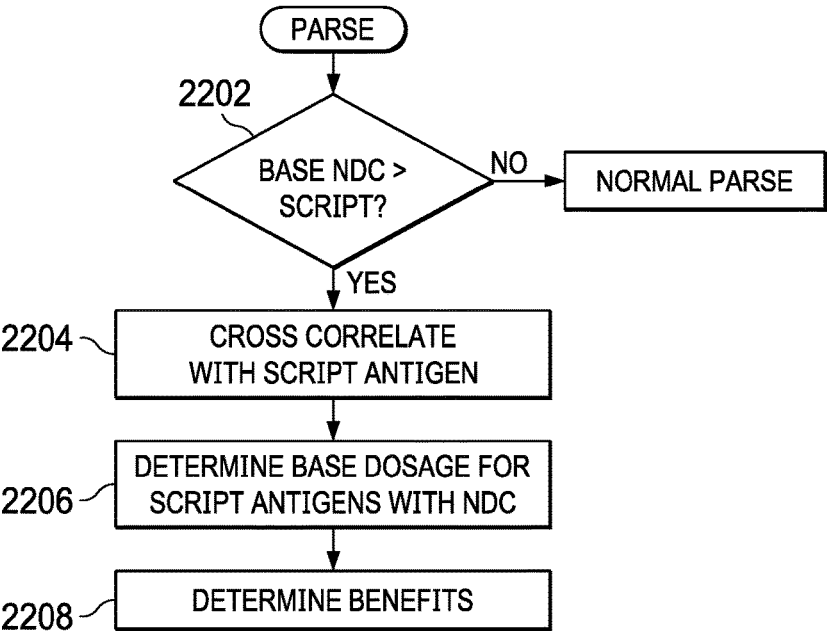 PARSE
2202
BASE NDC >
SCRIPT?
NO
NORMAL PARSE
YES
2204
CROSS CORRELATE
WITH SCRIPT ANTIGEN
2206
DETERMINE BASE DOSAGE FOR
SCRIPT ANTIGENS WITH NDC
2208
DETERMINE BENEFITS